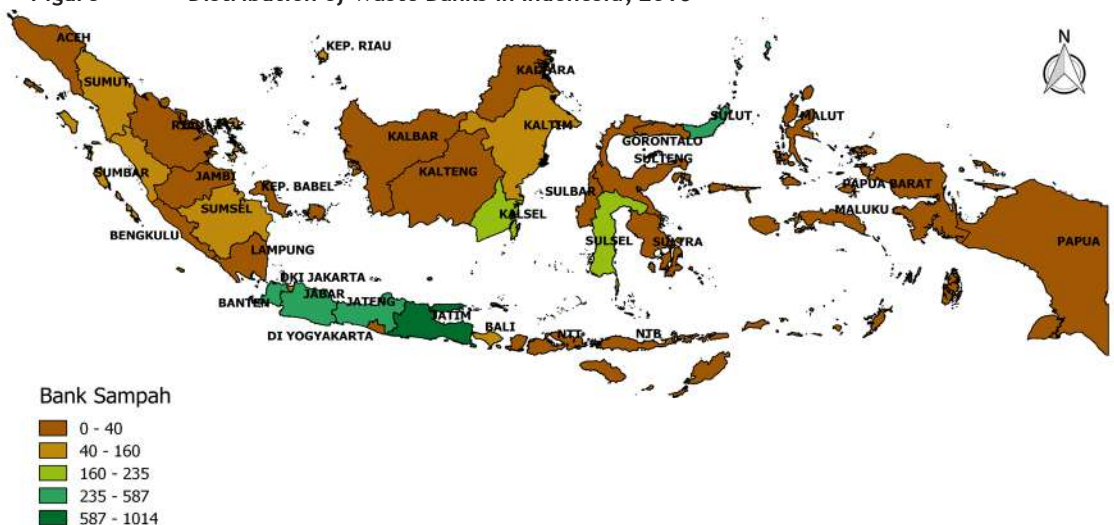 Figure Distribution of Waste Banks in Indonesia,
N
ACEH
KEP. RIAU
SUMUT
KALTARA
SULUT
MALUT
KALTIM
KALBAR
GORONTALO
SULTENG
SUMBAR
JAMBI
KALTENG
KEP. BABEL
SULBAR
PAPUA BARAT
SUMSEL
KALSEL
MALUKU
BENGKULU
LAMPUNG
SULSEL
SULTRA
PAPUA
DKI JAKARTA
BANTEN
JABAR
JATENG
JATIM
BALI
DI YOGYAKARTA
NTT
NTB
Bank Sampah
0 - 40
40 - 160
160 - 235
235 - 587
587 - 1014